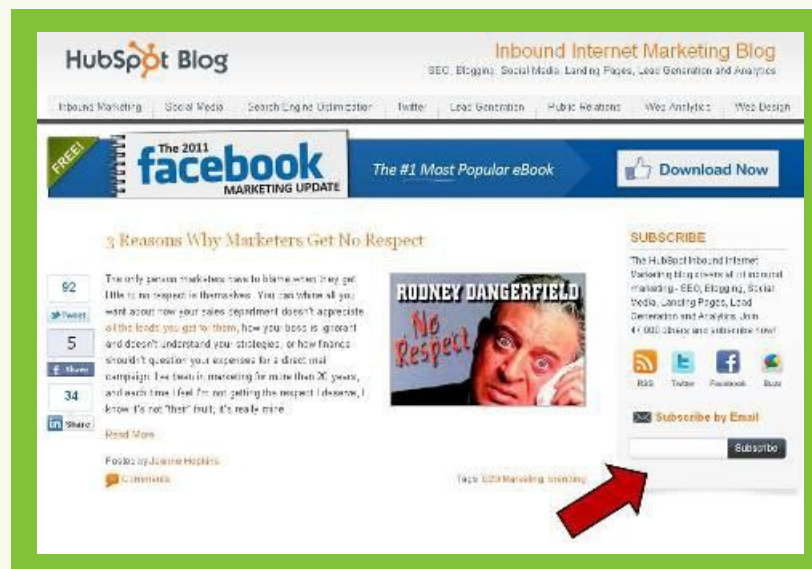 HubSpot Blog
Inbound Internet Marketing Blog
SEO, Blogging, Social Media, Landing Pages, Lead Generation and Analytics
Inbound Marketing Social Media Search Engine Optimization Twitter Lead Generation Public Relations Web Analytics Web Design
FREE!
The 2011
facebook
MARKETING UPDATE
The #1 Most Popular eBook
Download Now
3 Reasons Why Marketers Get No Respect
92
Tweet
5
Share
34
Share
The only person marketers have to blame when they get
little to no respect is themselves. You can whine all you
want about how your sales department doesn't appreciate
all the leads you get for them, how your boss is ignorant
and doesn't understand your strategies, or how finance
shouldn't question your expenses for a direct mail
campaign. I've been in marketing for more than 20 years,
and each time I feel I'm not getting the respect I deserve, I
know it's not "their" fault; it's really mine.
Read More
Posted by Jeanne Hopkins
Comments
Tags: B2B Marketing, branding
RODNEY DANGERFIELD
No
Respect
SUBSCRIBE
The HubSpot Inbound Internet
Marketing blog covers all of inbound
marketing - SEO, Blogging, Social
Media, Landing Pages, Lead
Generation and Analytics. Join
47,000 others and subscribe now!
RSS Twitter Facebook Buzz
Subscribe by Email
Subscribe